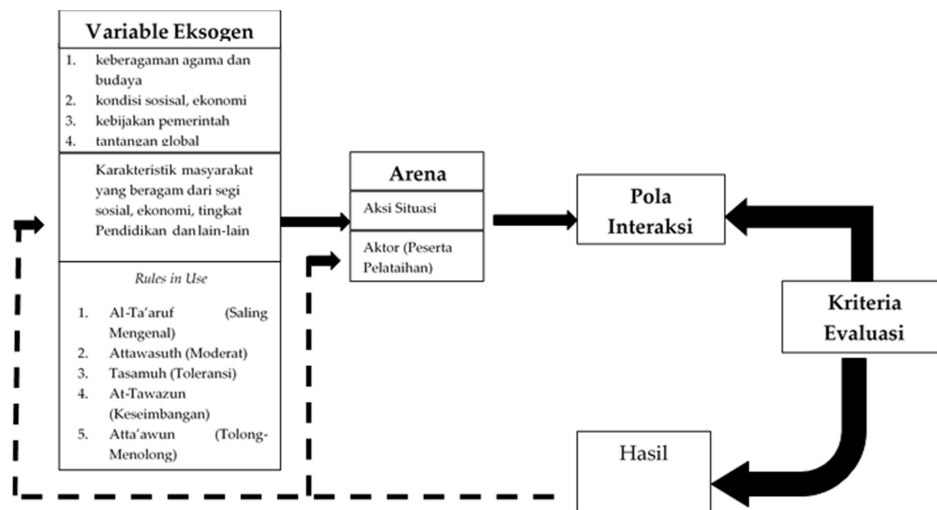 Variable Eksogen
1. keberagaman agama dan
budaya
2. kondisi sosisal, ekonomi
3. kebijakan pemerintah
4. tantangan global
Karakteristik masyarakat
yang beragam dari segi
sosial, ekonomi, tingkat
Pendidikan dan lain-lain
Rules in Use
1. Al-Ta'aruf (Saling
Mengenal)
2. Attawasuth (Moderat)
3. Tasamuh (Toleransi)
4. At-Tawazun
(Keseimbangan)
5. Atta'awun (Tolong-
Menolong)
Arena
Aksi Situasi
Aktor (Peserta
Pelataihan)
Pola
Interaksi
Kriteria
Evaluasi
Hasil